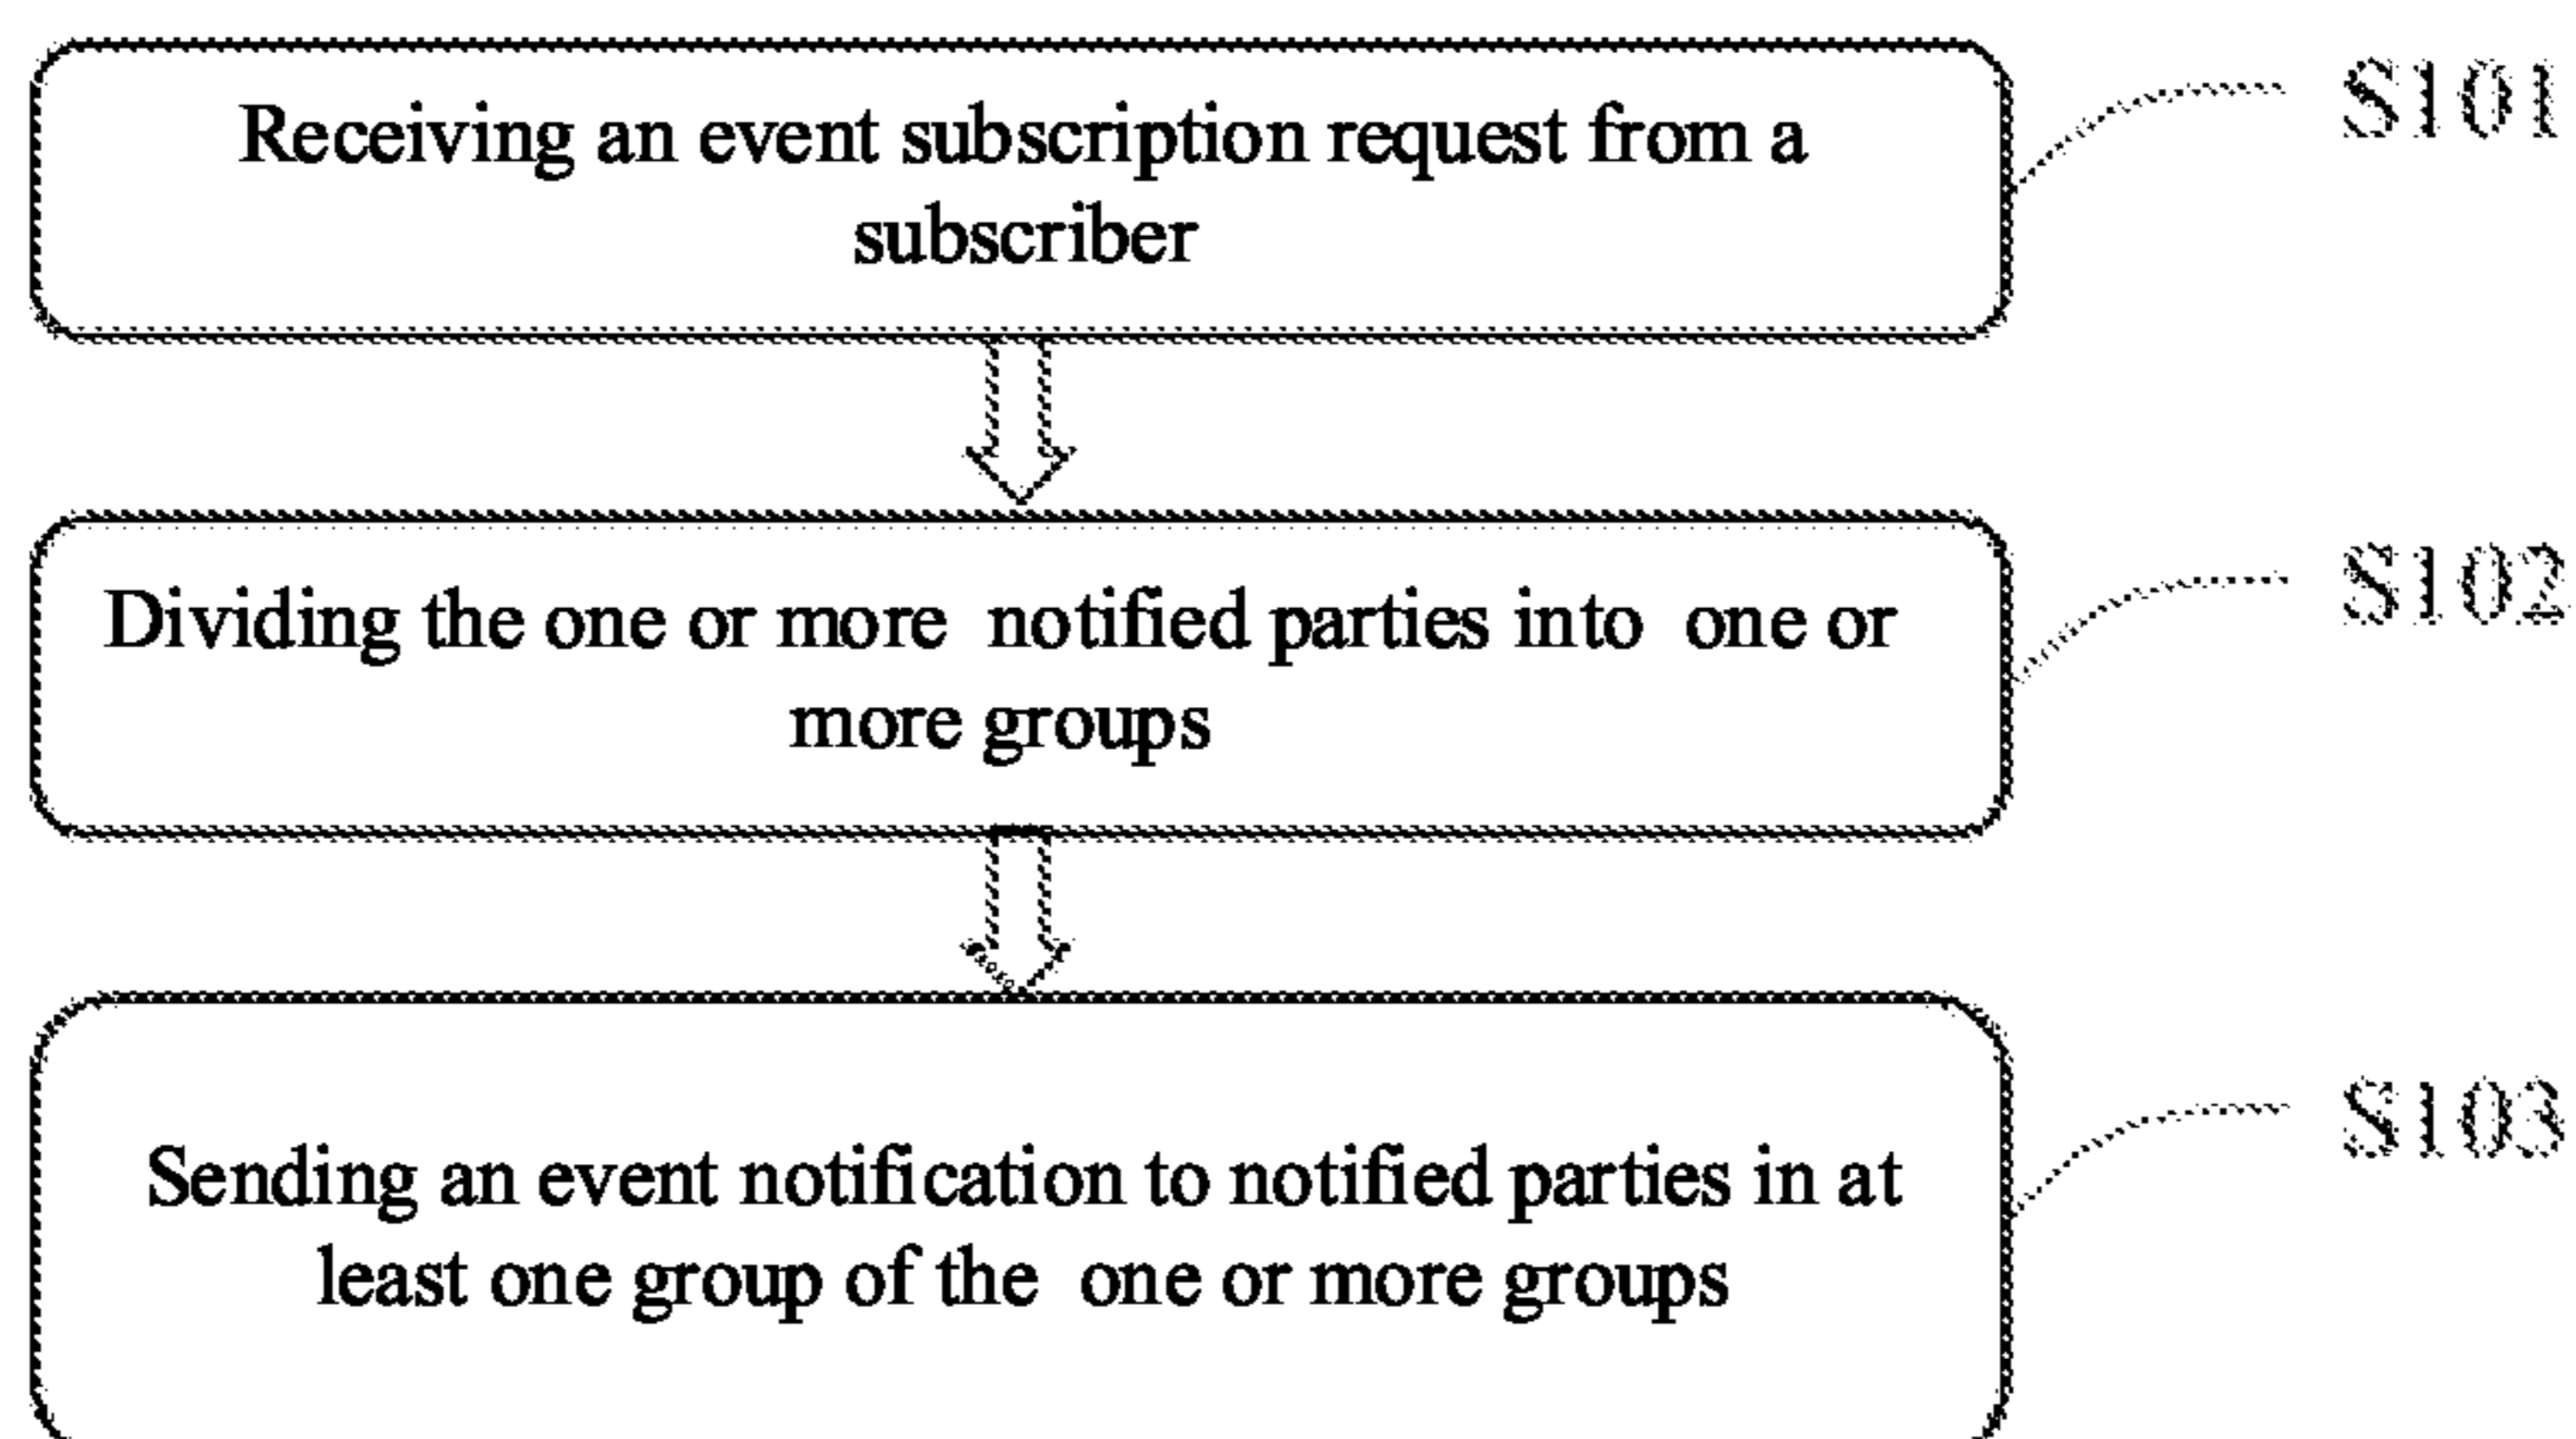 Receiving an event subscription request from a
subscriber
S101
Dividing the one or more notified parties into one or
more groups
S102
Sending an event notification to notified parties in at
least one group of the one or more groups
S103